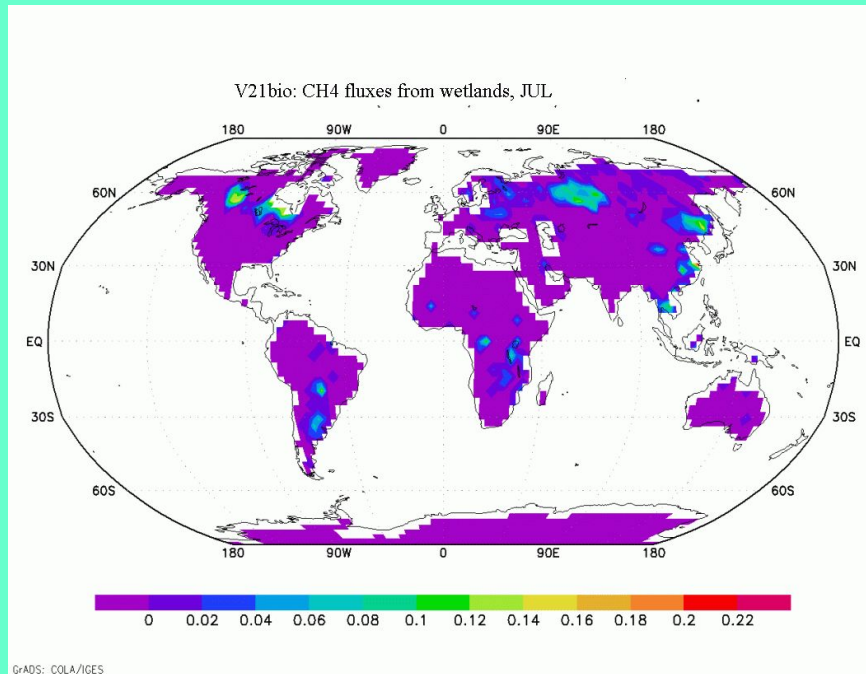 V21bio: CH4 fluxes from wetlands, JUL
180 90W 0 90E 180
60N 60N
30N 30N
EQ EQ
30S 30S
60S 60S
180 90W 0 90E 180
0 0.02 0.04 0.06 0.08 0.1 0.12 0.14 0.16 0.18 0.2 0.22
GrADS: COLA/IGES